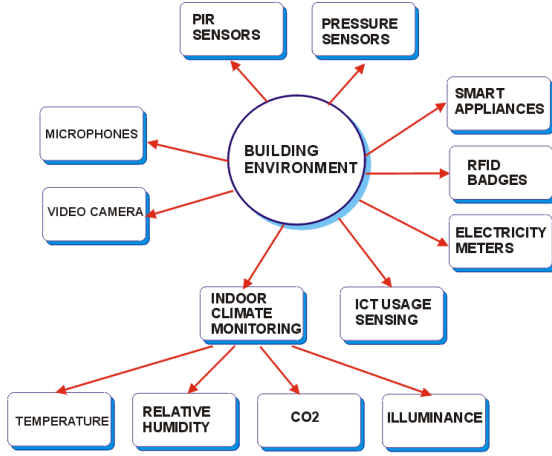 PIR
SENSORS
PRESSURE
SENSORS
SMART
APPLIANCES
MICROPHONES
BUILDING
ENVIRONMENT
RFID
BADGES
VIDEO CAMERA
ELECTRICITY
METERS
INDOOR
CLIMATE
MONITORING
ICT USAGE
SENSING
TEMPERATURE
RELATIVE
HUMIDITY
CO2
ILLUMINANCE